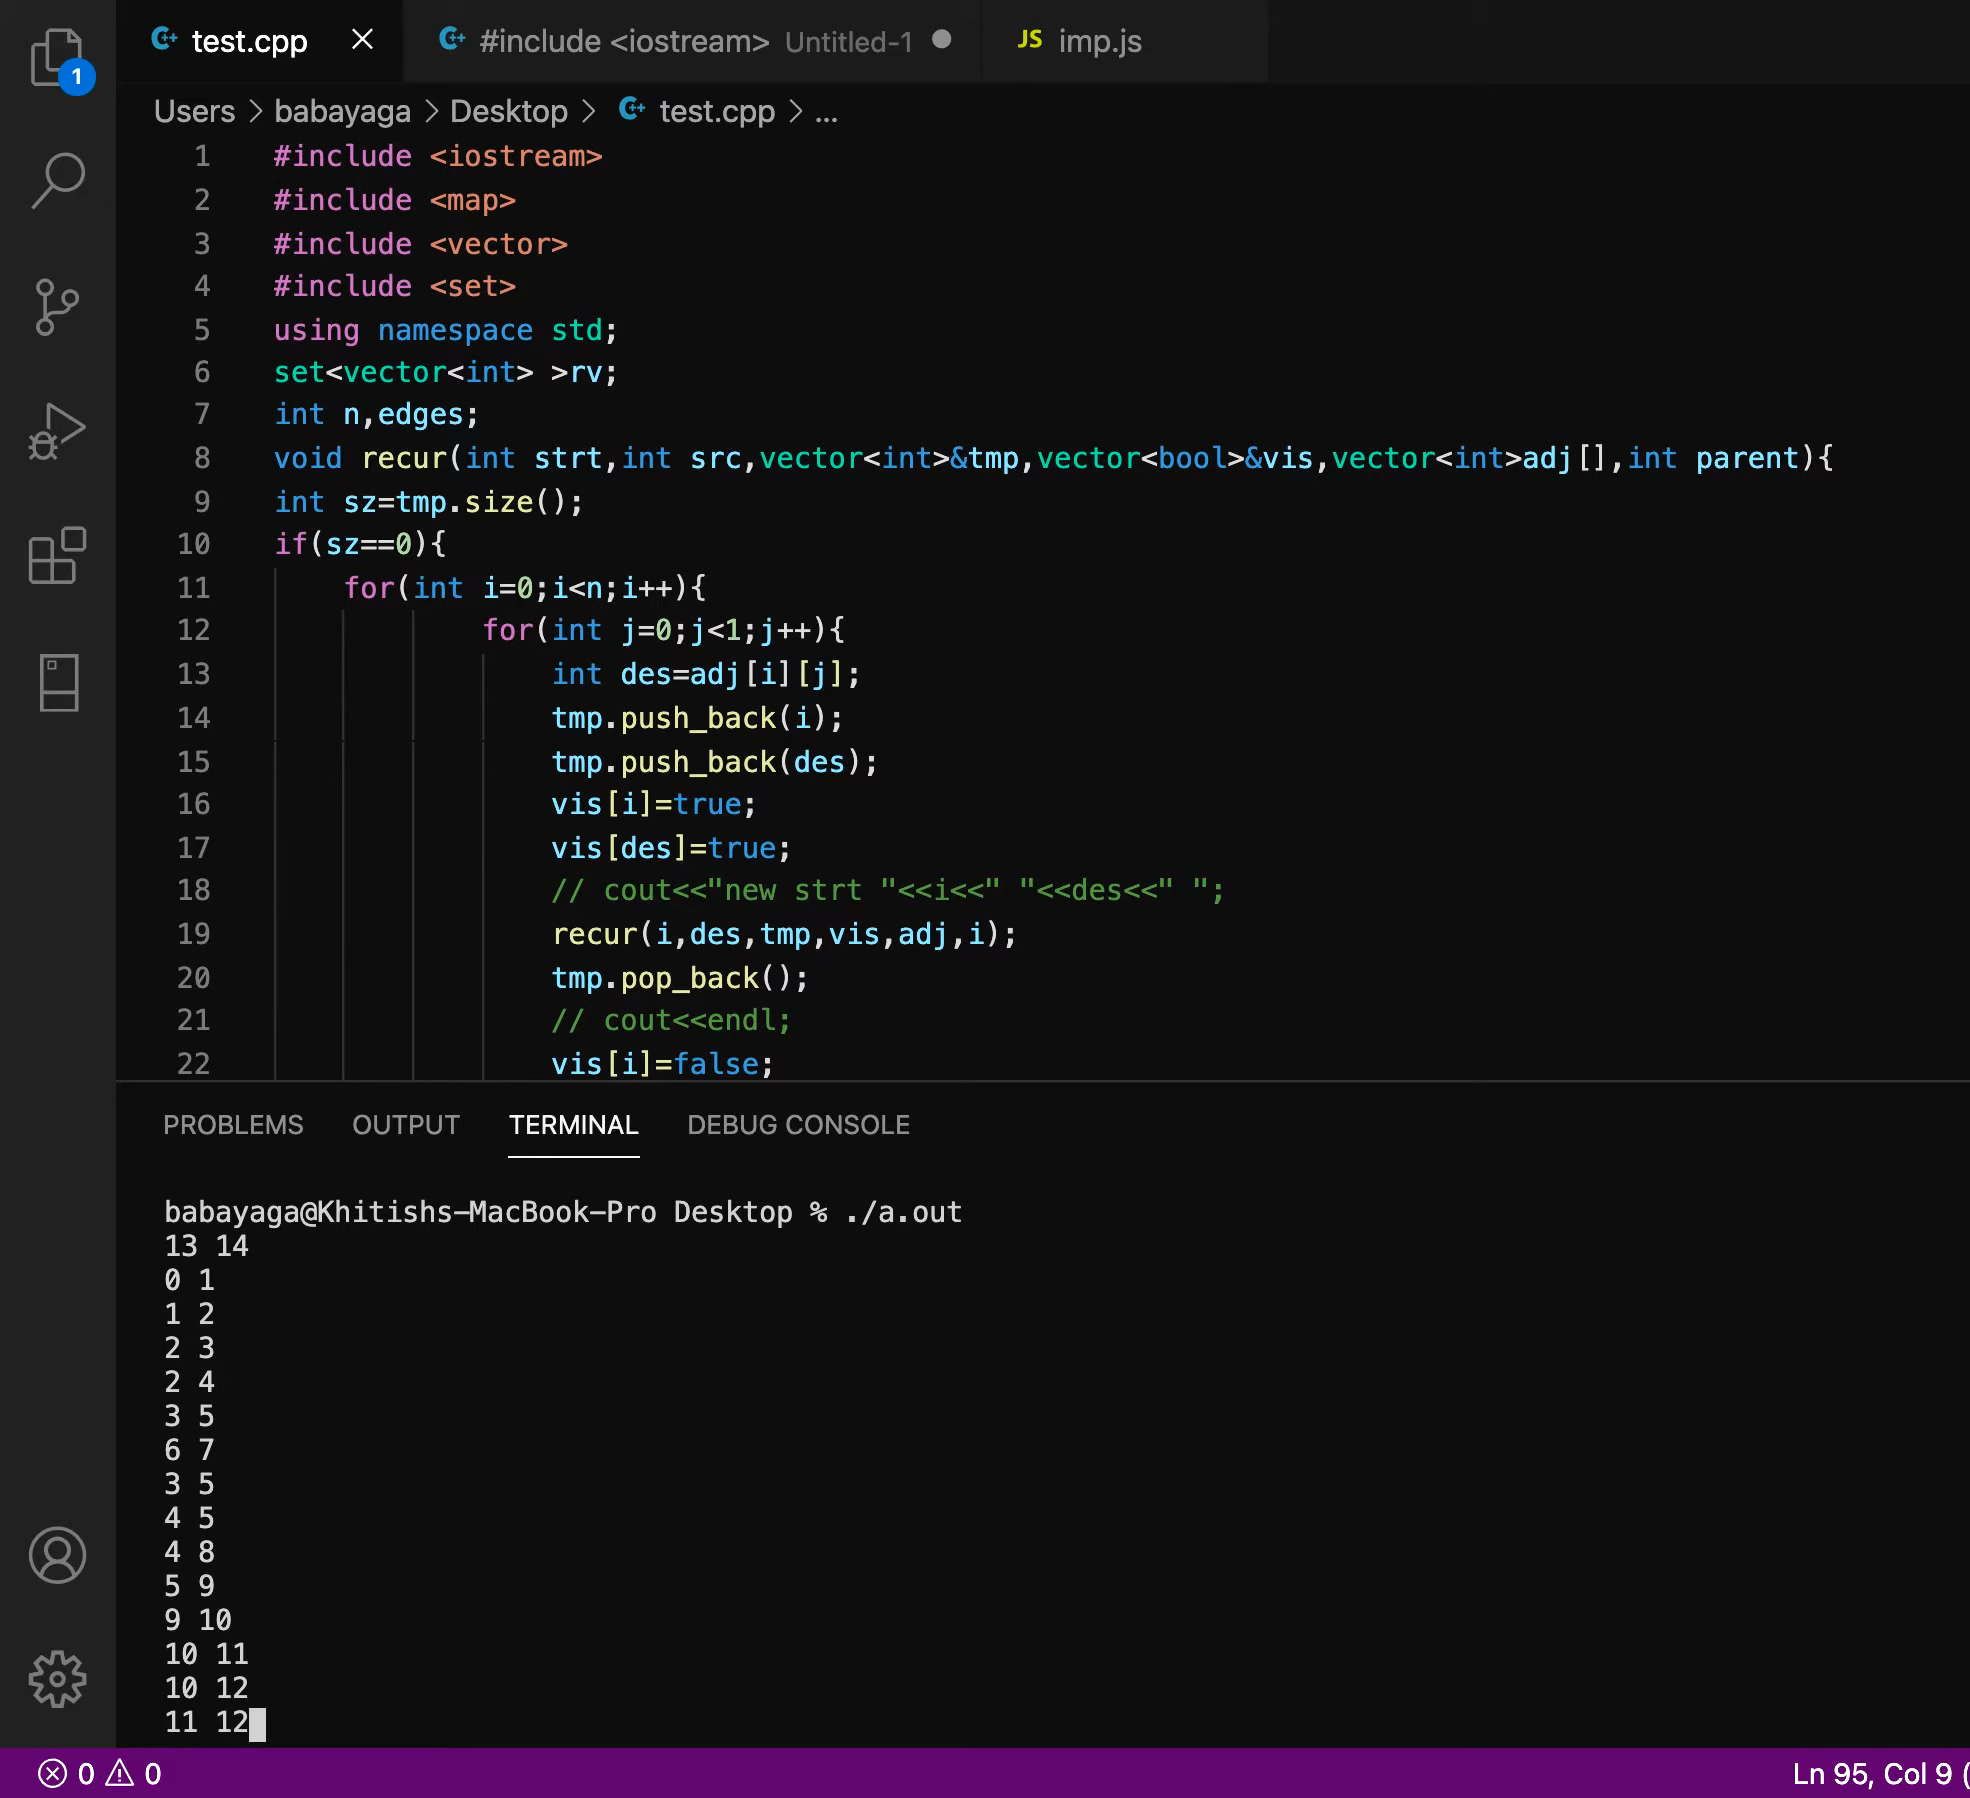 1
test.cpp
#include <iostream> Untitled-1
JS imp.js
Users > babayaga > Desktop > test.cpp > ...
1 #include <iostream>
2 #include <map>
3 #include <vector>
4 #include <set>
5 using namespace std;
6 set<vector<int> >rv;
7 int n,edges;
8 void recur(int strt,int src,vector<int>&tmp,vector<bool>&vis,vector<int>adj[],int parent){
9 int sz=tmp.size();
10 if(sz==0){
11 for(int i=0;i<n;i++){
12 for(int j=0;j<1;j++){
13 int des=adj[i][j];
14 tmp.push_back(i);
15 tmp.push_back(des);
16 vis[i]=true;
17 vis[des]=true;
18 // cout<<"new strt "<<i<<" "<<des<<" ";
19 recur(i,des,tmp,vis,adj,i);
20 tmp.pop_back();
21 // cout<<endl;
22 vis[i]=false;
PROBLEMS OUTPUT TERMINAL DEBUG CONSOLE
babayaga@Khitishs-MacBook-Pro Desktop % ./a.out
13 14
0 1
1 2
2 3
2 4
3 5
6 7
3 5
4 5
4 8
5 9
9 10
10 11
10 12
11 12
0 0 Ln 95, Col 9 (